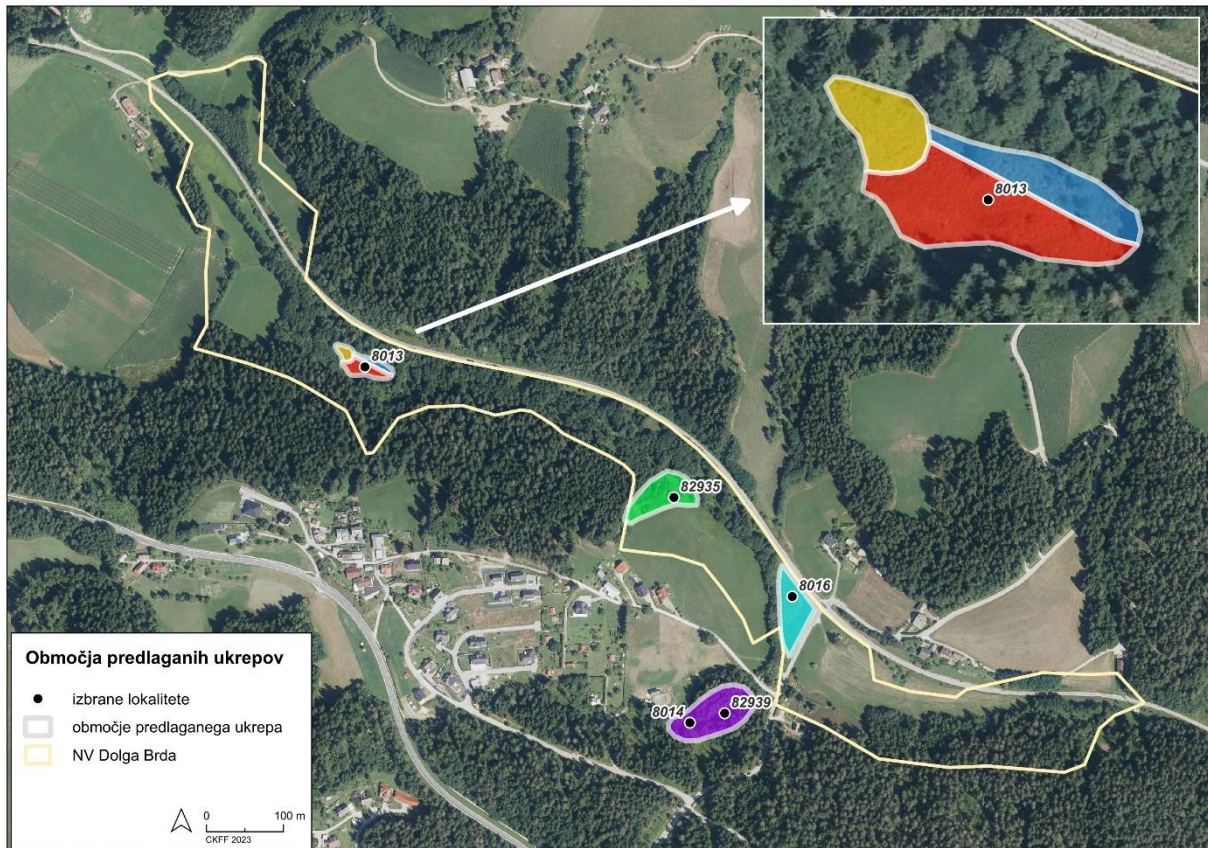 8013
8013
82935
8016
82939
8014
Območja predlaganih ukrepov
izbrane lokalitete
območje predlaganega ukrepa
NV Dolga Brda
0 100 m
CKFF 2023